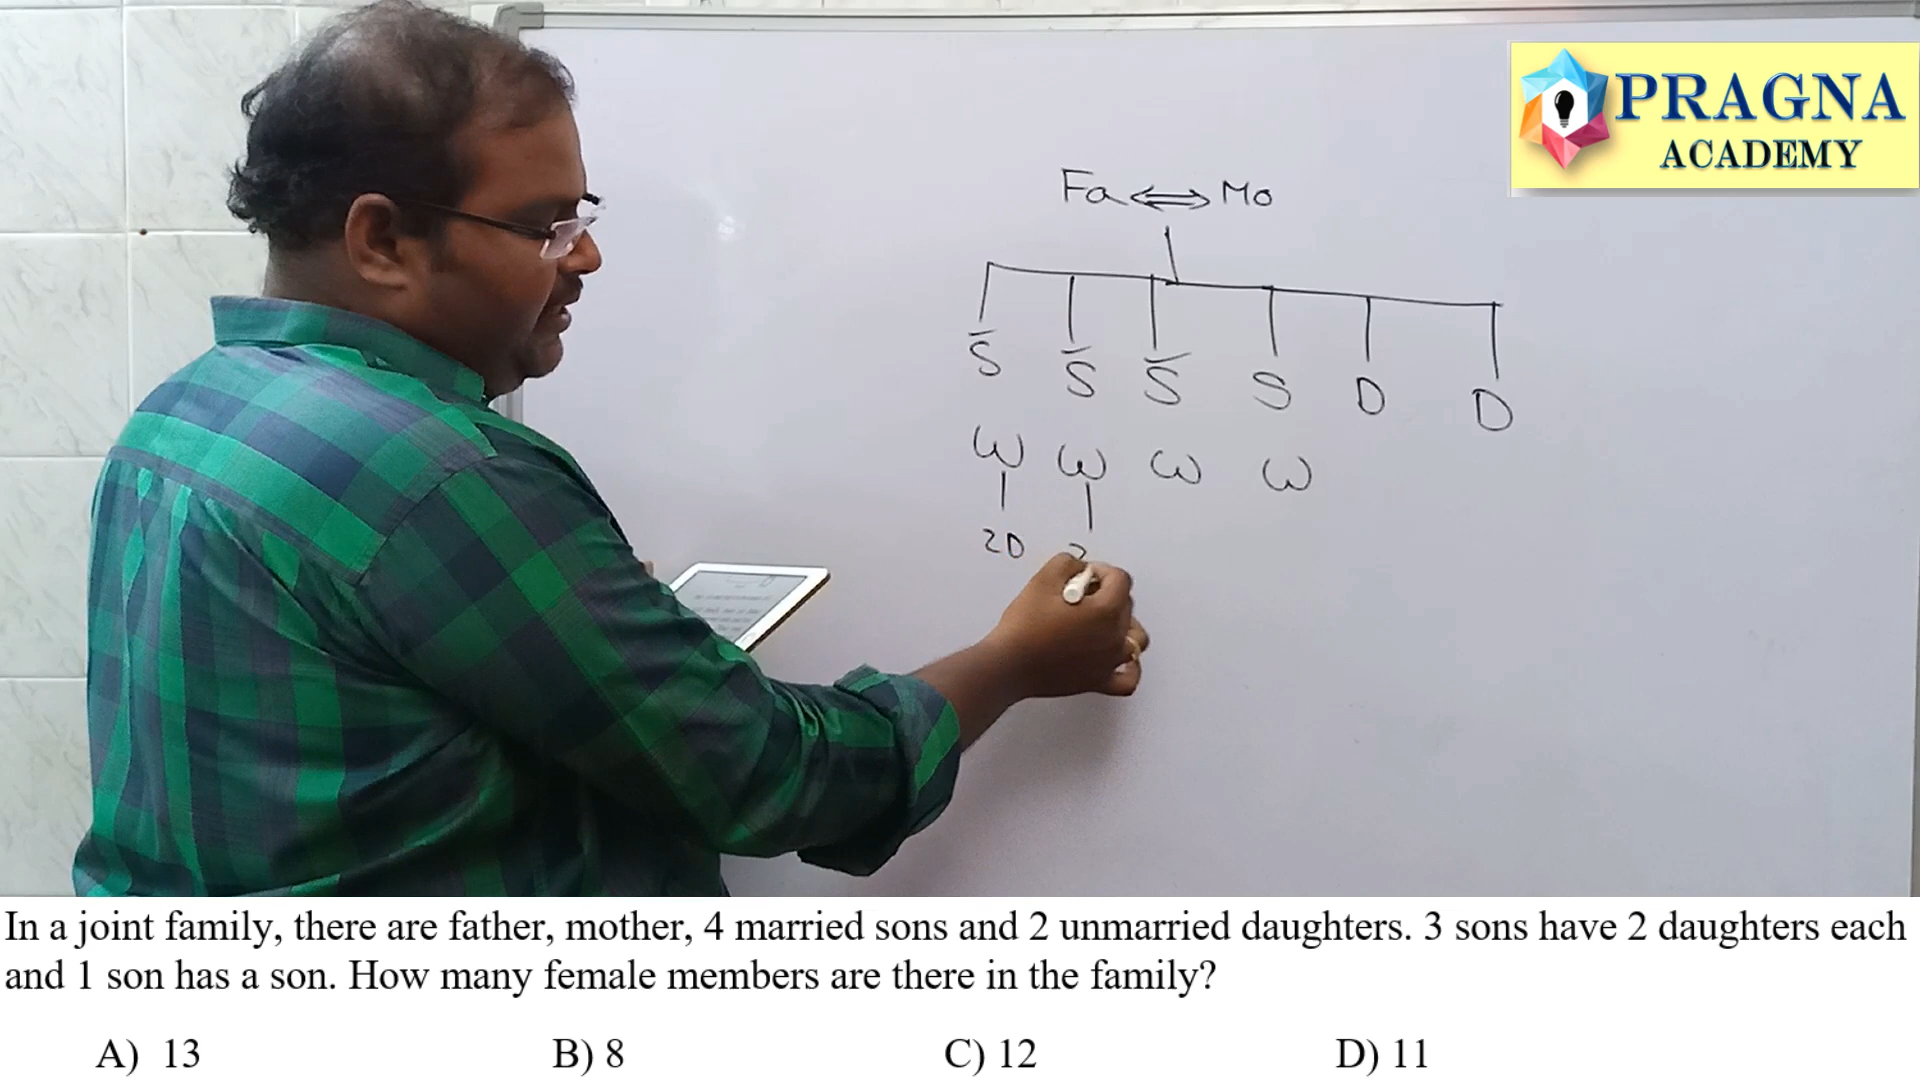 PRAGNA
ACADEMY
Fa ⟺ Mo
S S S S D D
ω ω ω ω
2D 2
In a joint family, there are father, mother, 4 married sons and 2 unmarried daughters. 3 sons have 2 daughters each
and 1 son has a son. How many female members are there in the family?
A) 13 B) 8 C) 12 D) 11